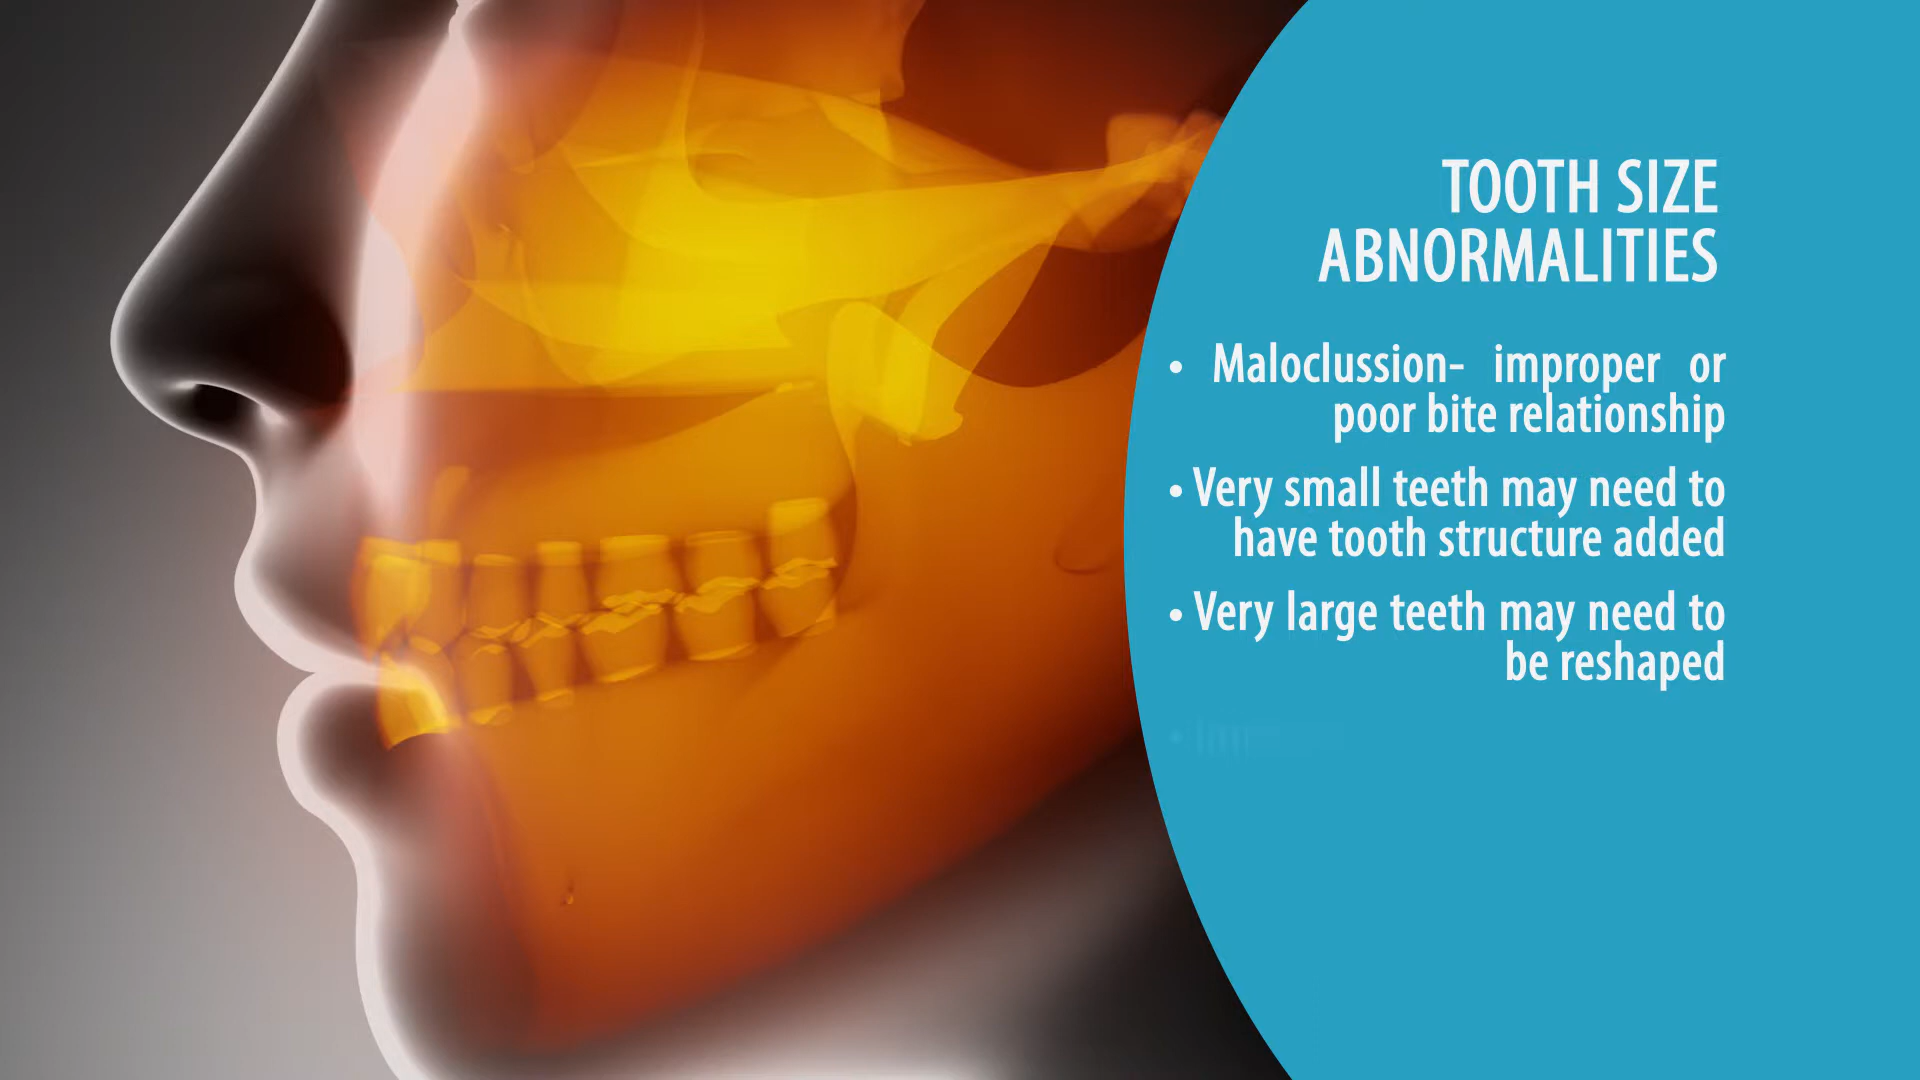 TOOTH SIZE
ABNORMALITIES
• Maloclussion- improper or
poor bite relationship
• Very small teeth may need to
have tooth structure added
• Very large teeth may need to
be reshaped